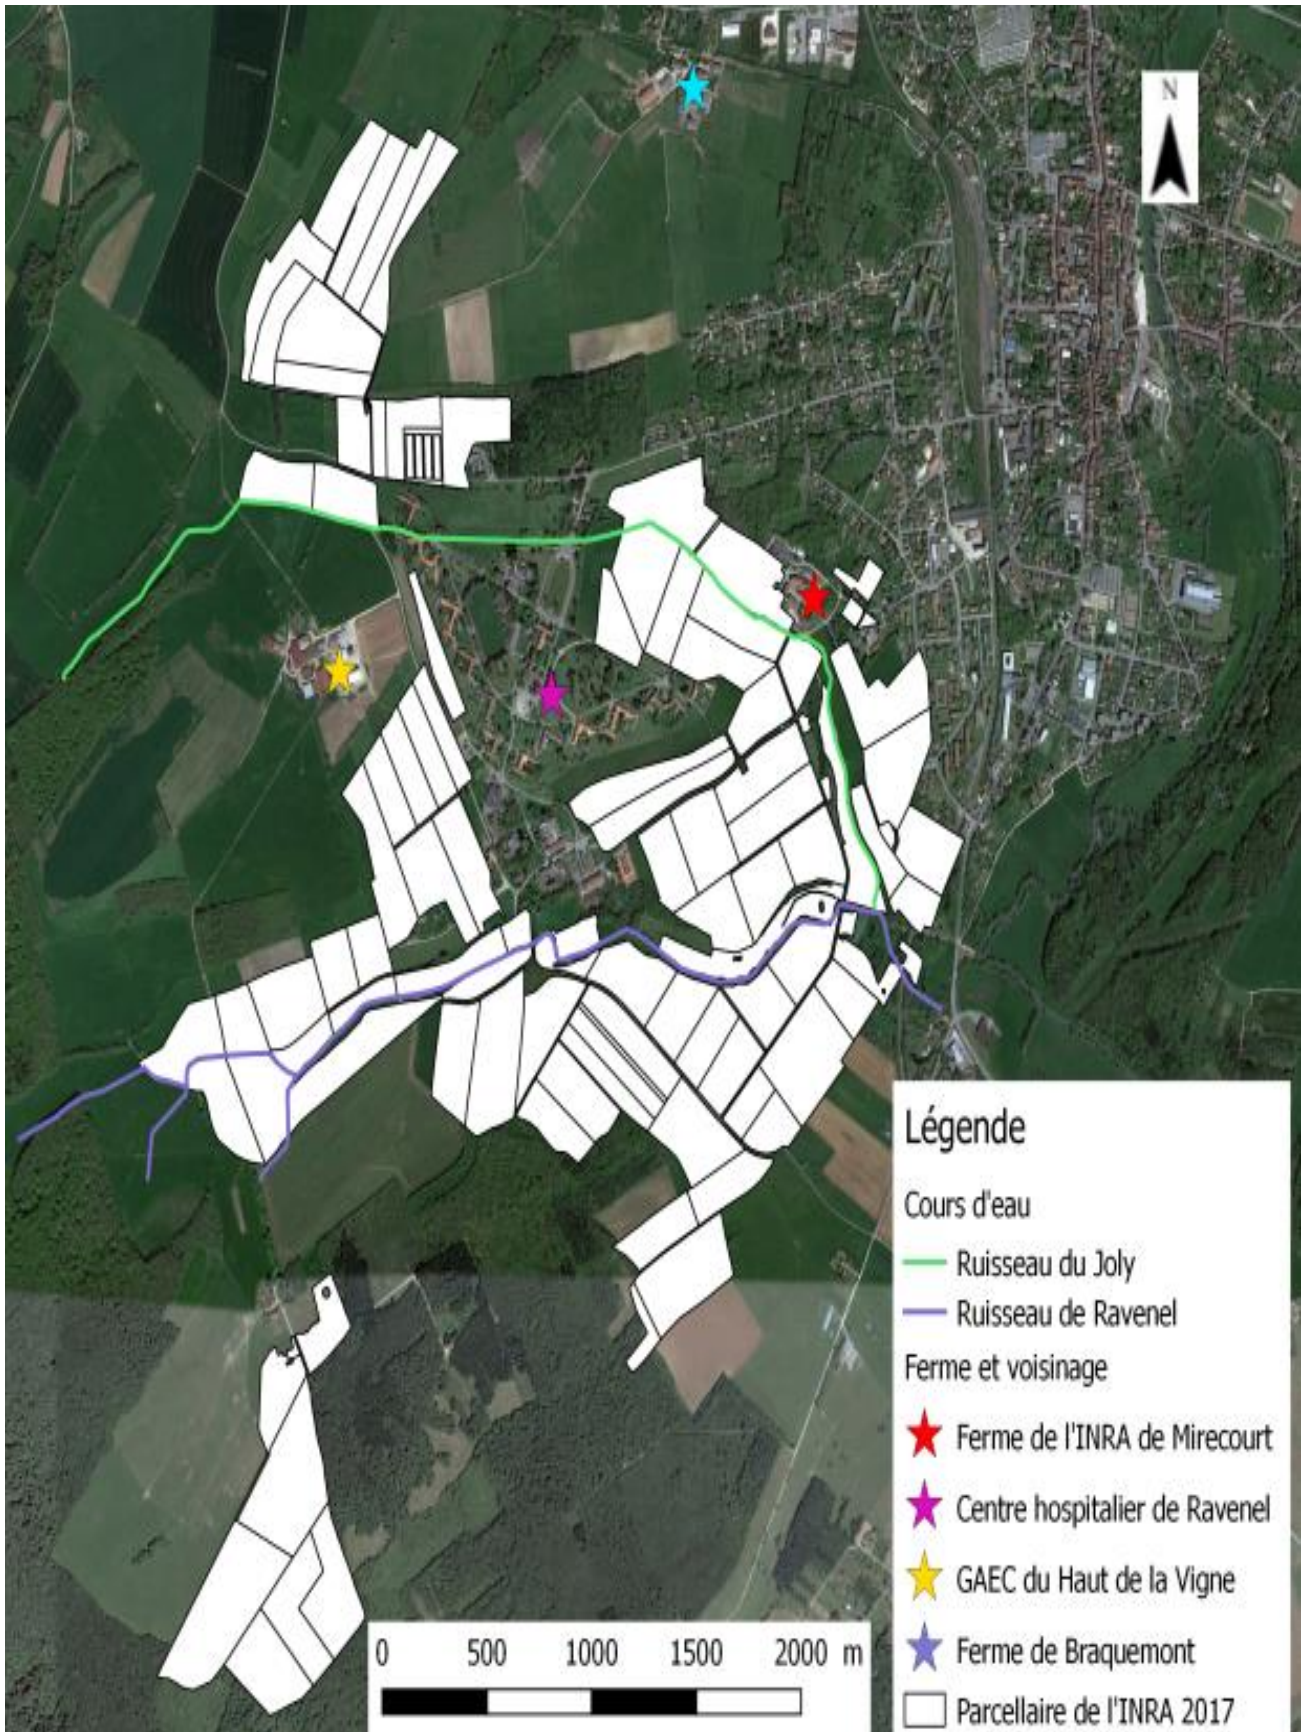 N
Légende
Cours d'eau
Ruisseau du Joly
Ruisseau de Ravenel
Ferme et voisinage
Ferme de l'INRA de Mirecourt
Centre hospitalier de Ravenel
GAEC du Haut de la Vigne
Ferme de Braquemont
Parcellaire de l'INRA 2017
0 500 1000 1500 2000 m